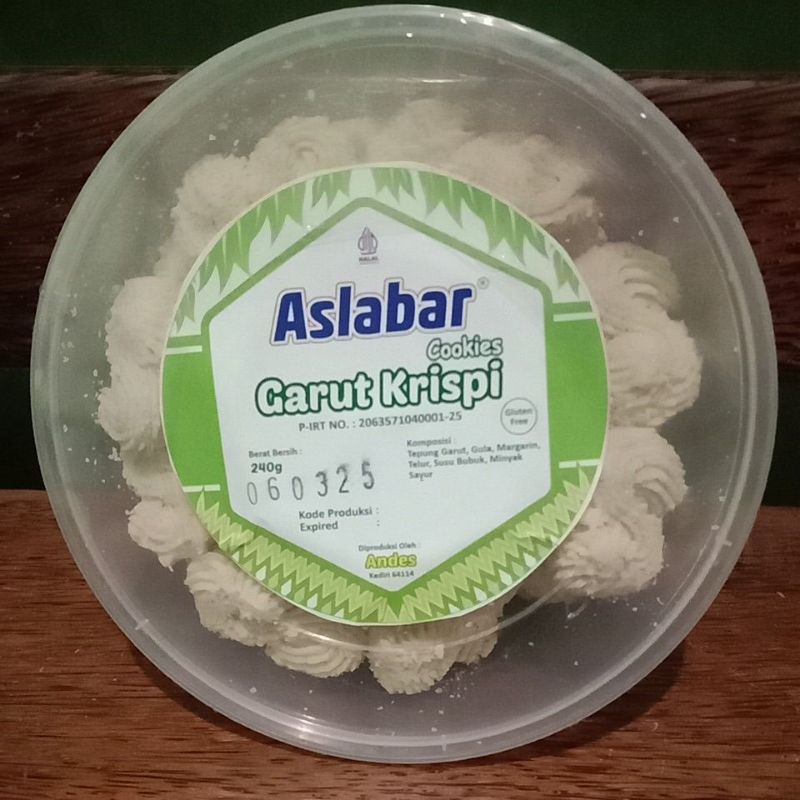 HALAL
Aslabar®
Cookies
Garut Krispi
P-IRT NO. : 2063571040001-25
Gluten
Free
Berat Bersih :
240g
060325
Komposisi :
Tepung Garut, Gula, Margarin,
Telur, Susu Bubuk, Minyak
Sayur
Kode Produksi :
Expired :
Diproduksi Oleh :
Andes
Kediri 64114